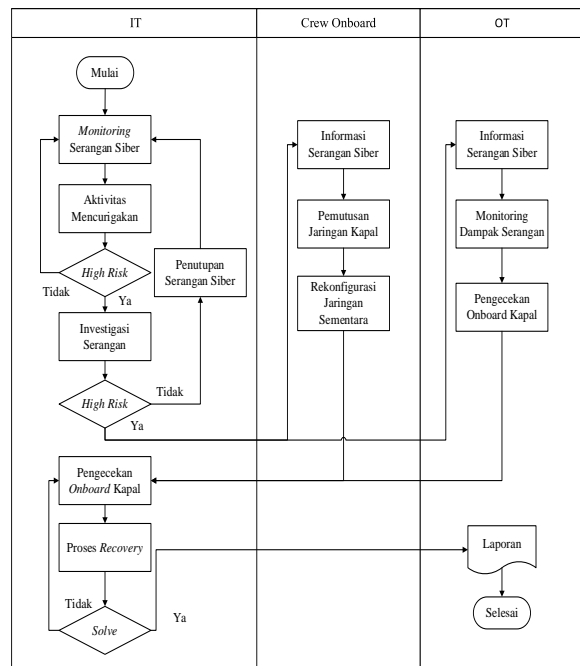 IT
Crew Onboard
OT
Mulai
Monitoring
Serangan Siber
Aktivitas
Mencurigakan
High Risk
Tidak
Ya
Investigasi
Serangan
High Risk
Tidak
Ya
Penutupan
Serangan Siber
Pengecekan
Onboard Kapal
Proses Recovery
Tidak
Solve
Ya
Informasi
Serangan Siber
Pemutusan
Jaringan Kapal
Rekonfigurasi
Jaringan
Sementara
Informasi
Serangan Siber
Monitoring
Dampak Serangan
Pengecekan
Onboard Kapal
Laporan
Selesai